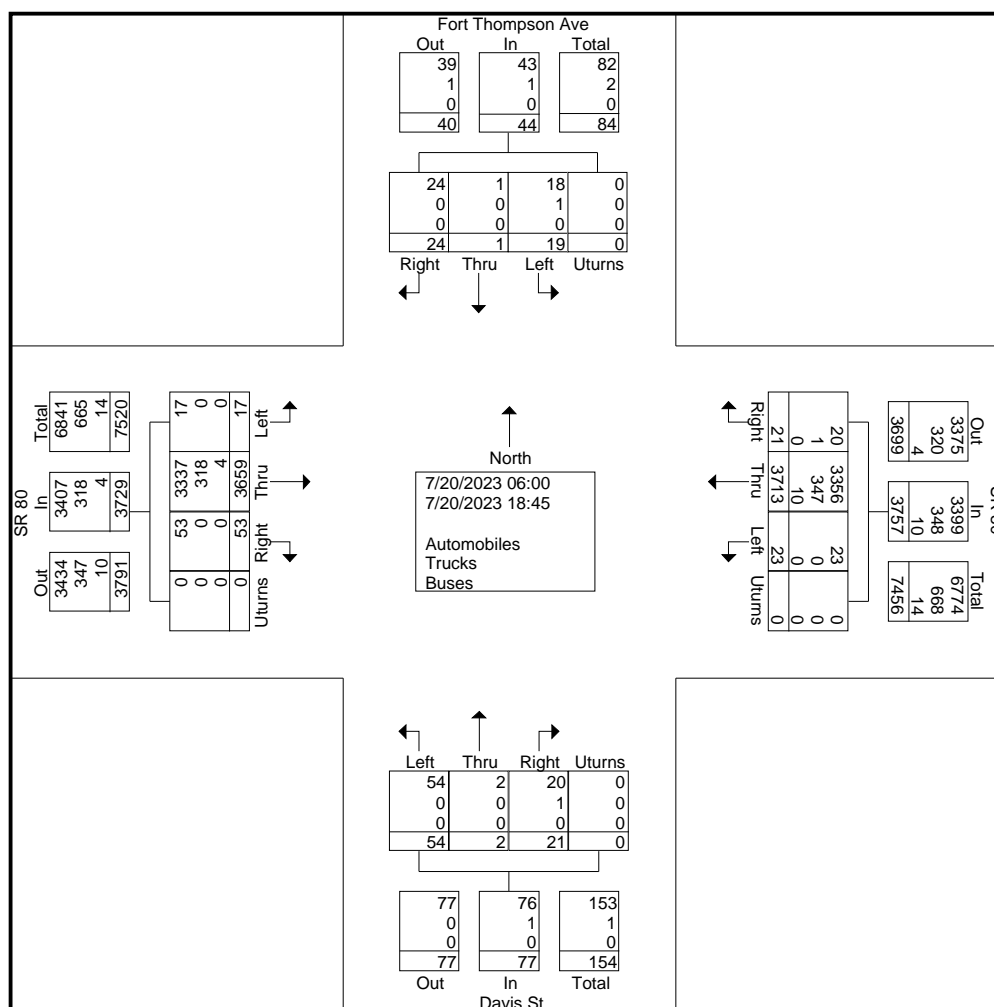 Fort Thompson Ave
Out In Total
39 43 82
1 1 2
0 0 0
40 44 84
24 1 18 0
0 0 1 0
0 0 0 0
24 1 19 0
Right Thru Left Uturns
SR 80
Total In Out
6841 3407 3434
665 318 347
14 4 10
7520 3729 3791
17 3337 53 0
0 318 0 0
0 4 0 0
17 3659 53 0
Left Thru Right Uturns
North
7/20/2023 06:00
7/20/2023 18:45
Automobiles
Trucks
Buses
Out In Total
3375 3399 6774
320 348 668
4 10 14
3699 3757 7456
20 3356 23 0
1 347 0 0
0 10 0 0
21 3713 23 0
Right Thru Left Uturns
Left Thru Right Uturns
54 2 20 0
0 0 1 0
0 0 0 0
54 2 21 0
77 76 153
0 1 1
0 0 0
77 77 154
Out In Total
Davis St